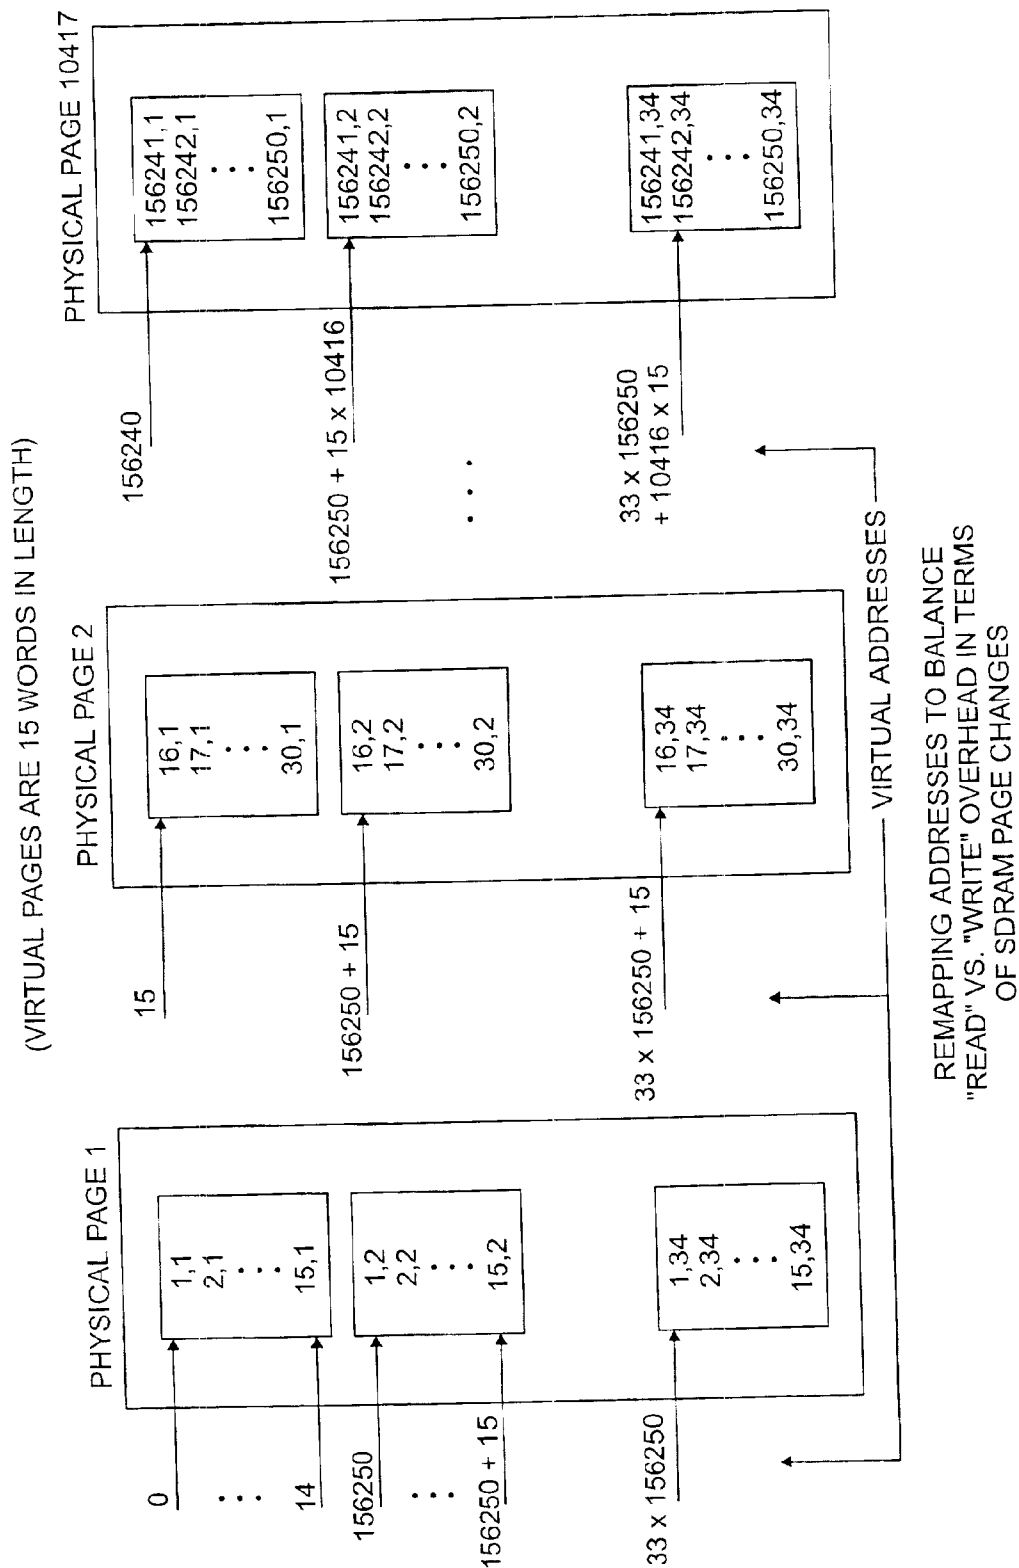 (VIRTUAL PAGES ARE 15 WORDS IN LENGTH)
PHYSICAL PAGE 1
0
. . .
14
156250
. . .
156250 + 15
33 x 156250
1,1
2,1
. . .
15,1
1,2
2,2
. . .
15,2
1,34
2,34
. . .
15,34
PHYSICAL PAGE 2
15
156250 + 15
33 x 156250 + 15
16,1
17,1
. . .
30,1
16,2
17,2
. . .
30,2
16,34
17,34
. . .
30,34
PHYSICAL PAGE 10417
156240
156250 + 15 x 10416
. . .
33 x 156250
+ 10416 x 15
156241,1
156242,1
. . .
156250,1
156241,2
156242,2
. . .
156250,2
156241,34
156242,34
. . .
156250,34
VIRTUAL ADDRESSES
REMAPPING ADDRESSES TO BALANCE
"READ" VS. "WRITE" OVERHEAD IN TERMS
OF SDRAM PAGE CHANGES